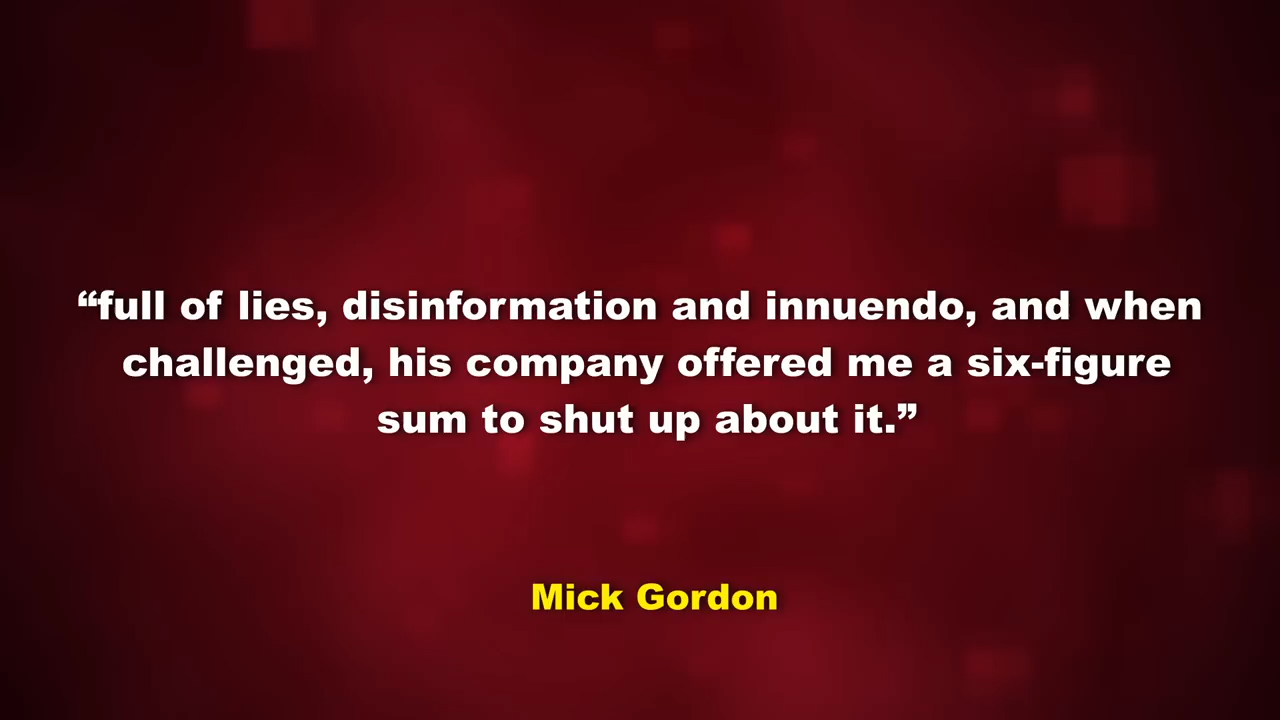 “full of lies, disinformation and innuendo, and when
challenged, his company offered me a six-figure
sum to shut up about it.”
Mick Gordon